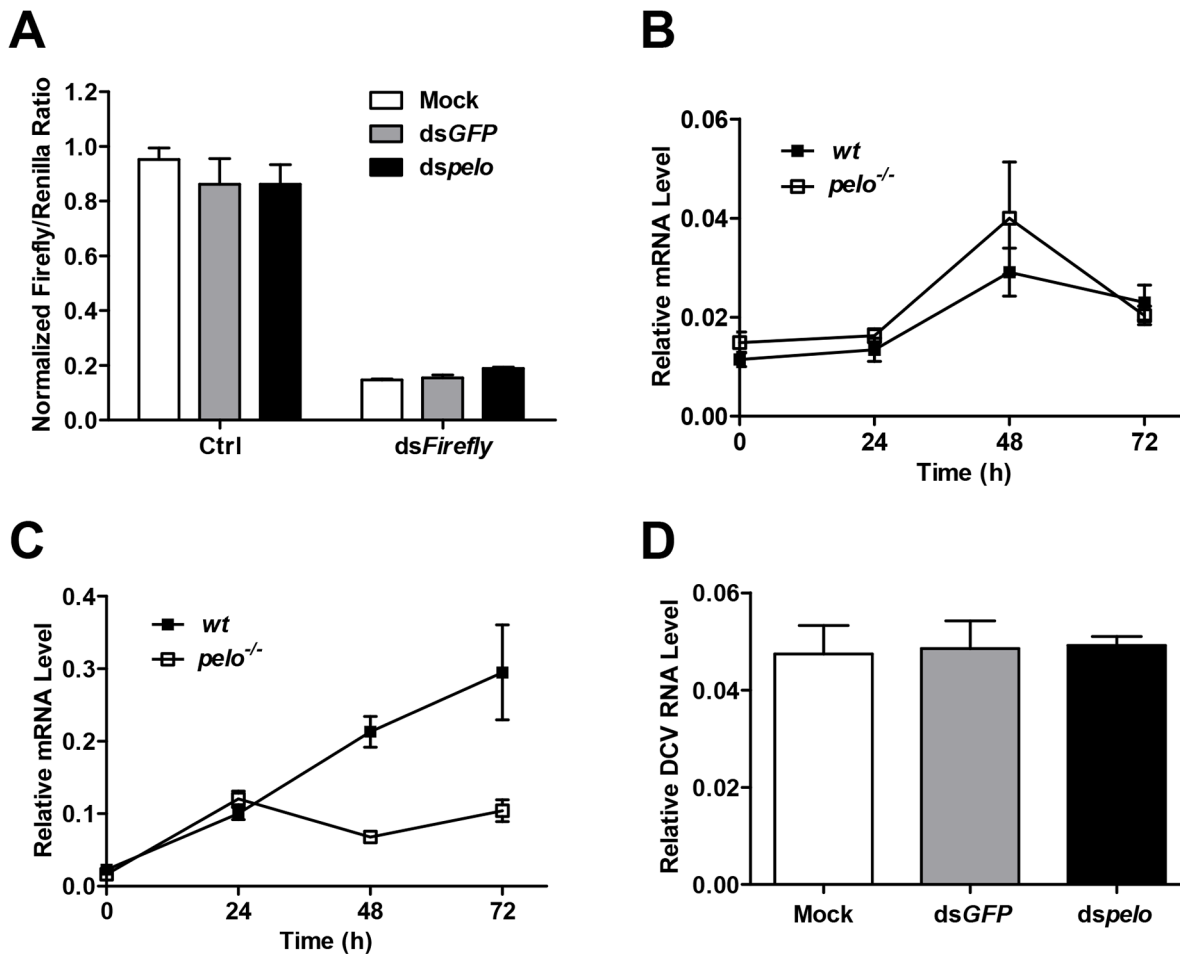 A
Normalized Firefly/Renilla Ratio
1.2
1.0
0.8
0.6
0.4
0.2
0.0
Mock
dsGFP
dspelo
Ctrl
dsFirefly
B
Relative mRNA Level
0.06
0.04
0.02
0.00
wt
pelo-/-
0
24
48
72
Time (h)
C
Relative mRNA Level
0.4
0.3
0.2
0.1
0.0
wt
pelo-/-
0
24
48
72
Time (h)
D
Relative DCV RNA Level
0.06
0.04
0.02
0.00
Mock
dsGFP
dspelo